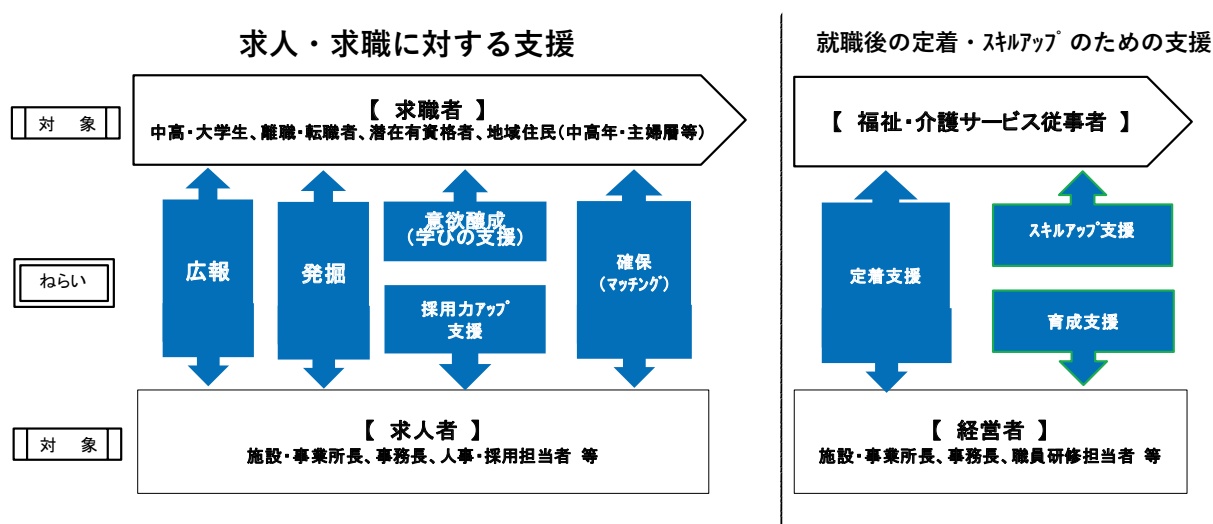 求人・求職に対する支援
就職後の定着・ｽｷﾙｱｯﾌﾟのための支援
対　象
【 求職者 】
中高・大学生、離職・転職者、潜在有資格者、地域住民(中高年・主婦層等)
【 福祉・介護サービス従事者 】
ねらい
広報
発掘
意欲醸成
(学びの支援)
採用力アｯﾌﾟ
支援
確保
(ﾏｯﾁﾝｸﾞ)
定着支援
ｽｷﾙアｯﾌﾟ支援
育成支援
対　象
【 求人者 】
施設・事業所長、事務長、人事・採用担当者 等
【 経営者 】
施設・事業所長、事務長、職員研修担当者 等